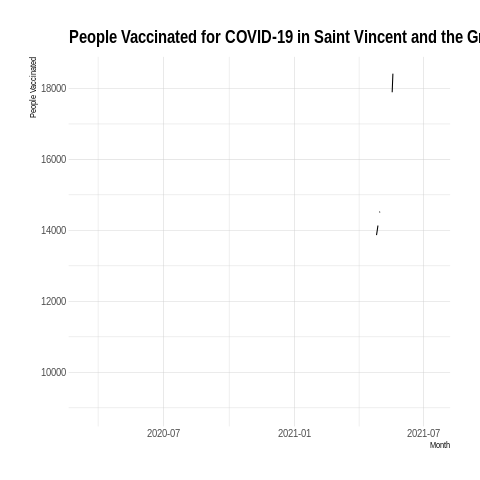 People Vaccinated for COVID-19 in Saint Vincent and the Gr
People Vaccinated
18000
16000
14000
12000
10000
2020-07
2021-01
2021-07
Month